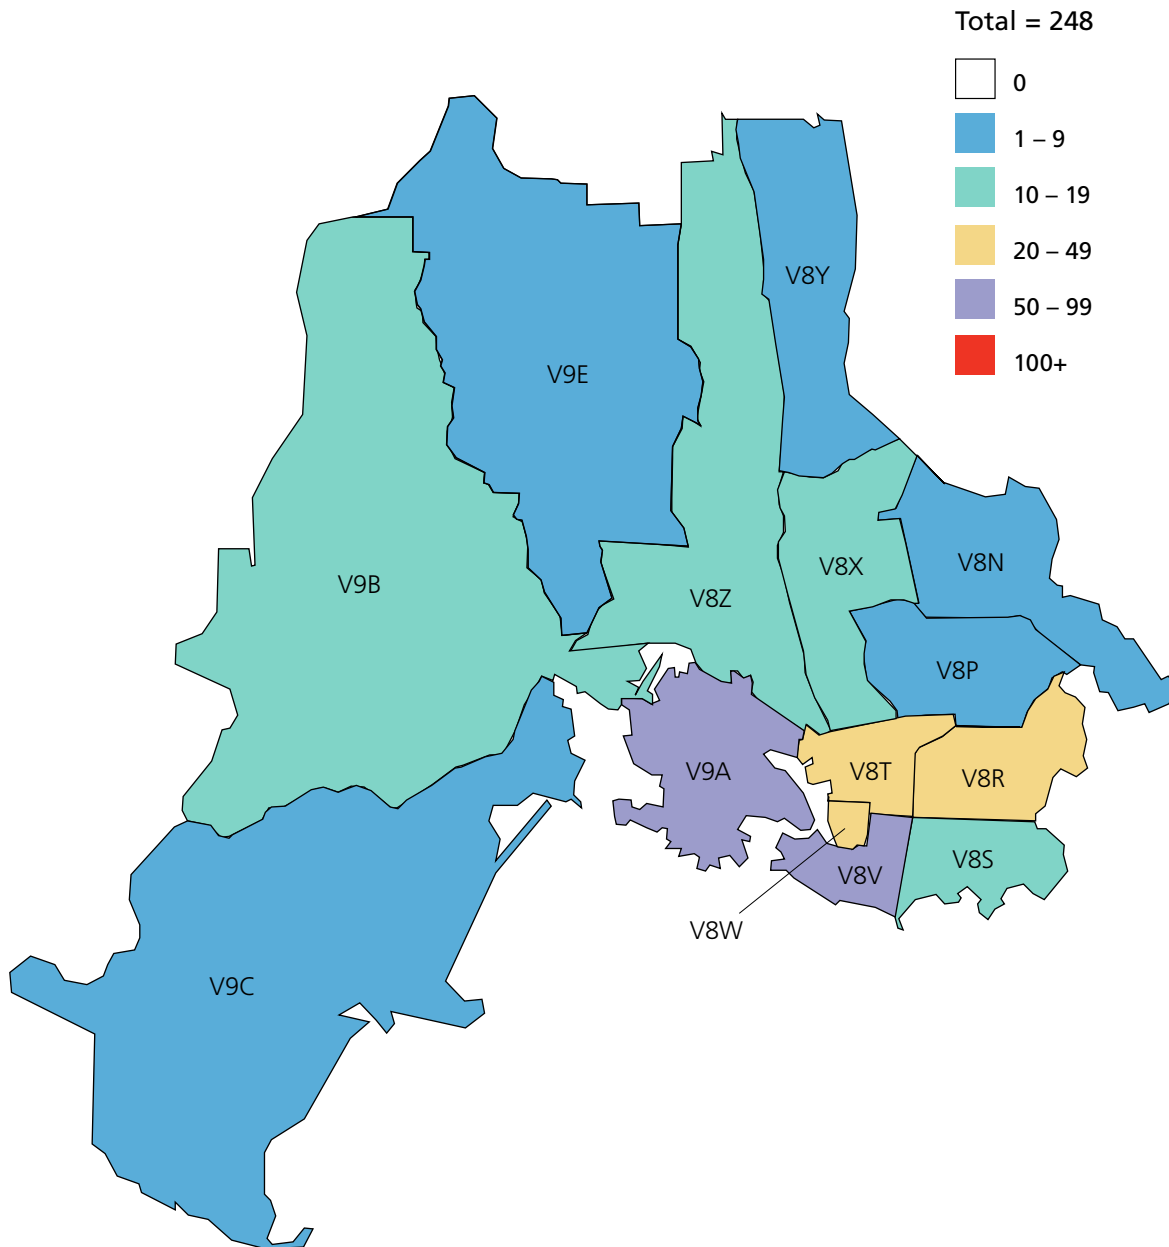 Total = 248
0
1 – 9
10 – 19
20 – 49
50 – 99
100+
V8Y
V9E
V8X
V8N
V9B
V8Z
V8P
V9A
V8T
V8R
V8S
V8V
V8W
V9C